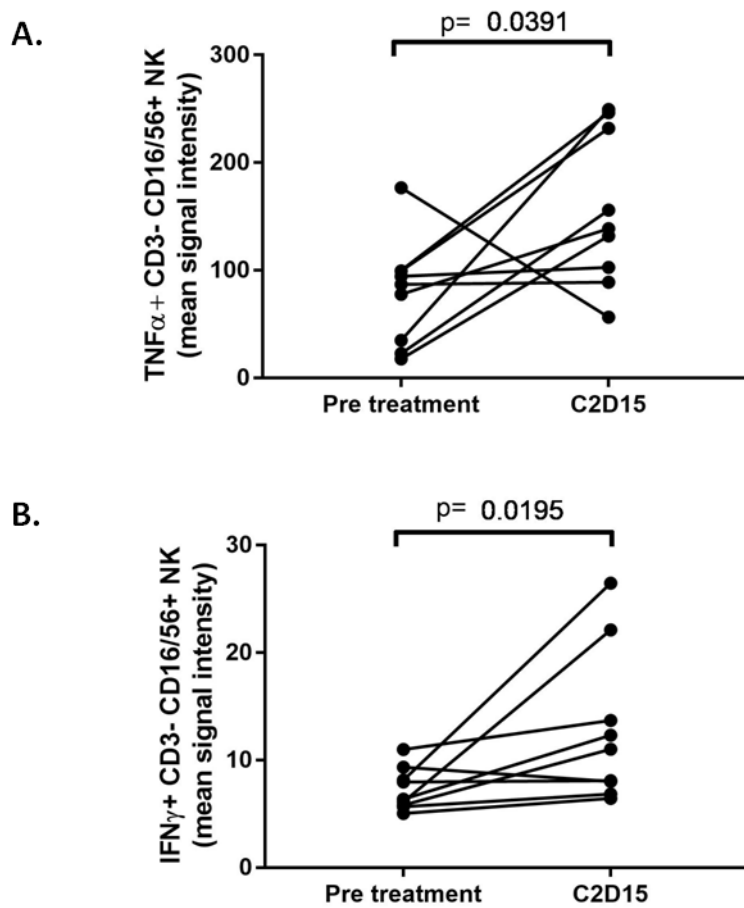 A.
p= 0.0391
TNFα+ CD3- CD16/56+ NK
(mean signal intensity)
300
200
100
0
Pre treatment C2D15
B.
p= 0.0195
IFNγ+ CD3- CD16/56+ NK
(mean signal intensity)
30
20
10
0
Pre treatment C2D15